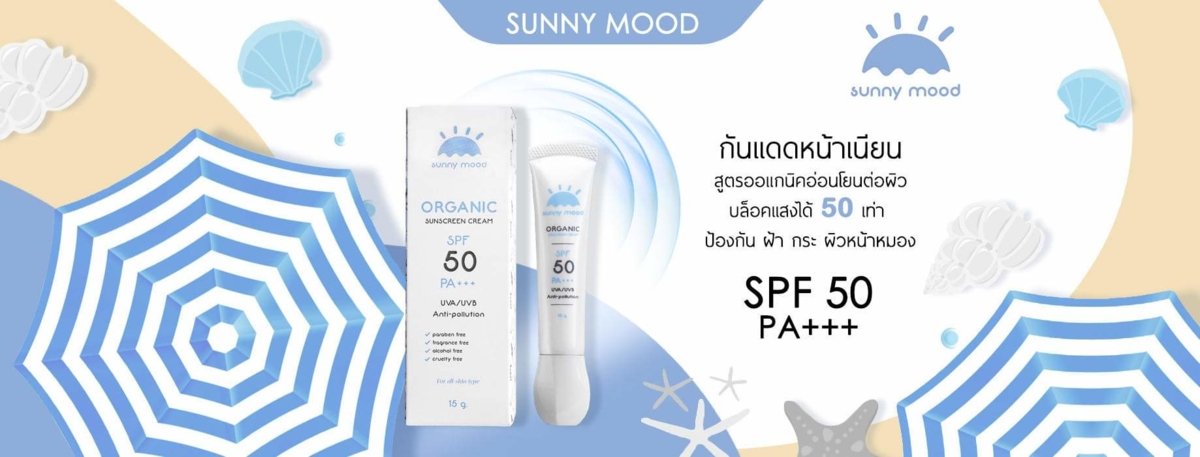 SUNNY MOOD
sunny mood
กันแดดหน้าเนียน
สูตรออแกนิคอ่อนโยนต่อผิว
บล็อคแสงได้ 50 เท่า
ป้องกัน ฝ้า กระ ผิวหน้าหมอง
SPF 50
PA+++
sunny mood
ORGANIC
SUNSCREEN CREAM
SPF
50
PA+++
UVA/UVB
Anti-pollution
paraben free
fragrance free
alcohol free
cruelty free
For all skin type
15 g.
sunny mood
ORGANIC
SUNSCREEN CREAM
SPF
50
PA+++
UVA/UVB
Anti-pollution
15 g.